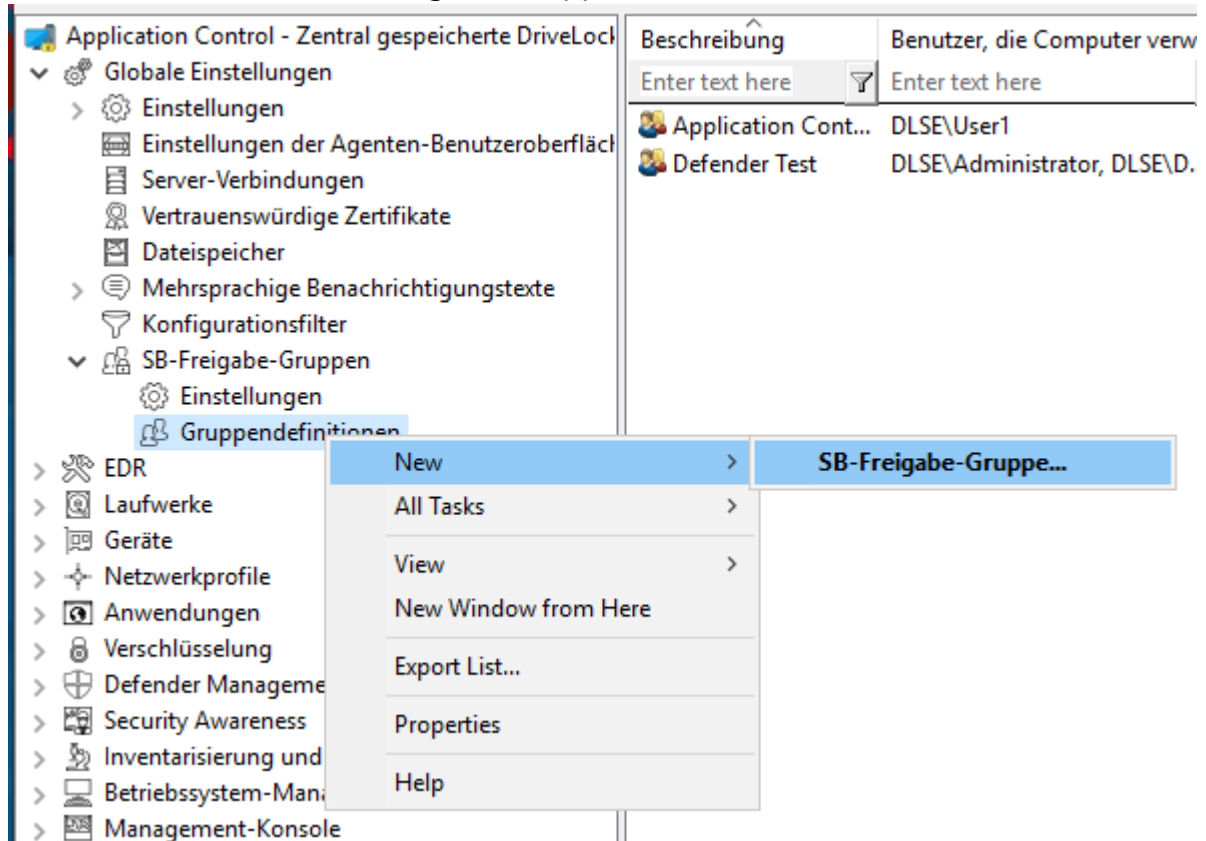 Application Control - Zentral gespeicherte DriveLock
Globale Einstellungen
Einstellungen
Einstellungen der Agenten-Benutzeroberfläch
Server-Verbindungen
Vertrauenswürdige Zertifikate
Dateispeicher
Mehrsprachige Benachrichtigungstexte
Konfigurationsfilter
SB-Freigabe-Gruppen
Einstellungen
Gruppendefinitionen
EDR
Laufwerke
Geräte
Netzwerkprofile
Anwendungen
Verschlüsselung
Defender Manageme
Security Awareness
Inventarisierung und
Betriebssystem-Mana
Management-Konsole
Beschreibung Benutzer, die Computer verw
Enter text here Enter text here
Application Cont... DLSE\User1
Defender Test DLSE\Administrator, DLSE\D.
New
All Tasks
View
New Window from Here
Export List...
Properties
Help
SB-Freigabe-Gruppe...